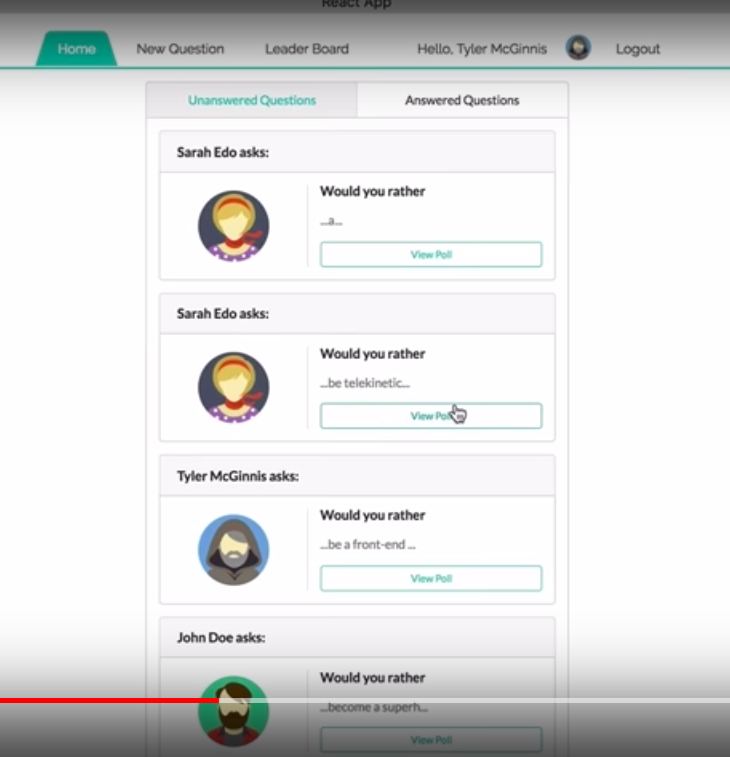 React App
Home New Question Leader Board Hello, Tyler McGinnis Logout
Unanswered Questions Answered Questions
Sarah Edo asks:
Would you rather
...a...
View Poll
Sarah Edo asks:
Would you rather
...be telekinetic...
View Poll
Tyler McGinnis asks:
Would you rather
...be a front-end ...
View Poll
John Doe asks:
Would you rather
...become a superh...
View Poll